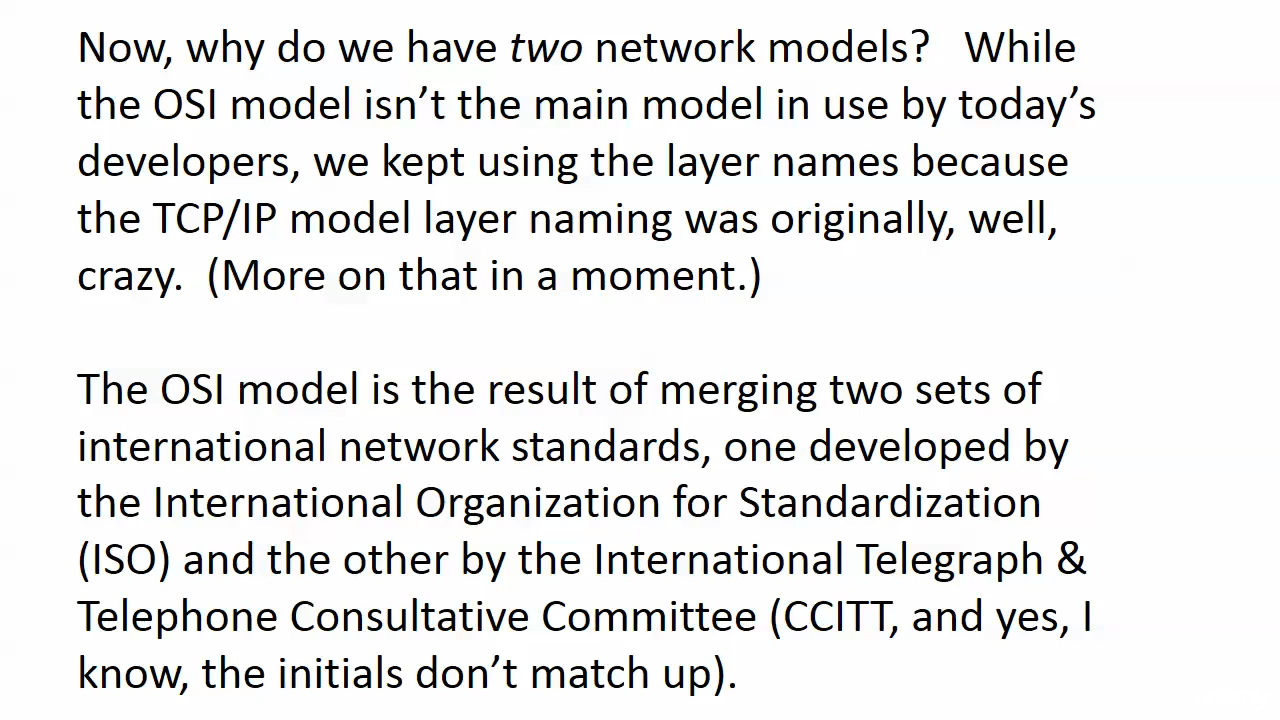 Now, why do we have two network models? While
the OSI model isn’t the main model in use by today’s
developers, we kept using the layer names because
the TCP/IP model layer naming was originally, well,
crazy. (More on that in a moment.)
The OSI model is the result of merging two sets of
international network standards, one developed by
the International Organization for Standardization
(ISO) and the other by the International Telegraph &
Telephone Consultative Committee (CCITT, and yes, I
know, the initials don’t match up).